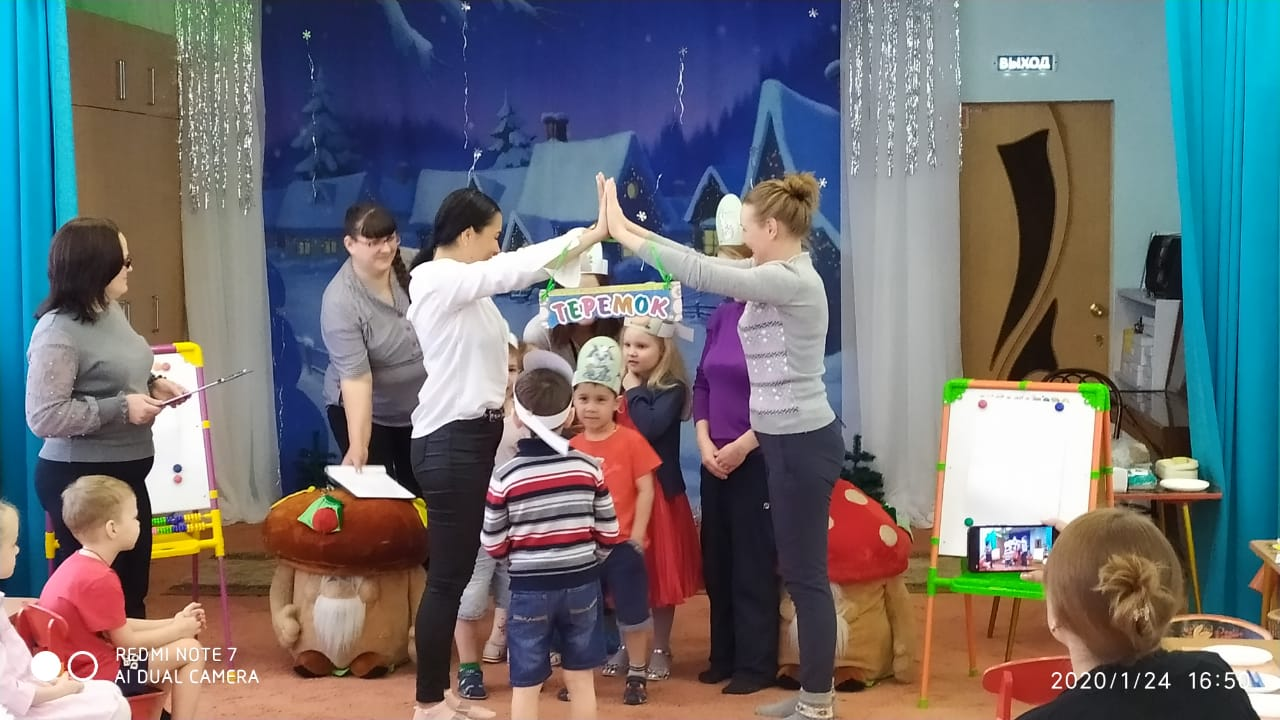 ВЫХОД
ТЕРЕМОК
REDMI NOTE 7
AI DUAL CAMERA
2020/1/24 16:50